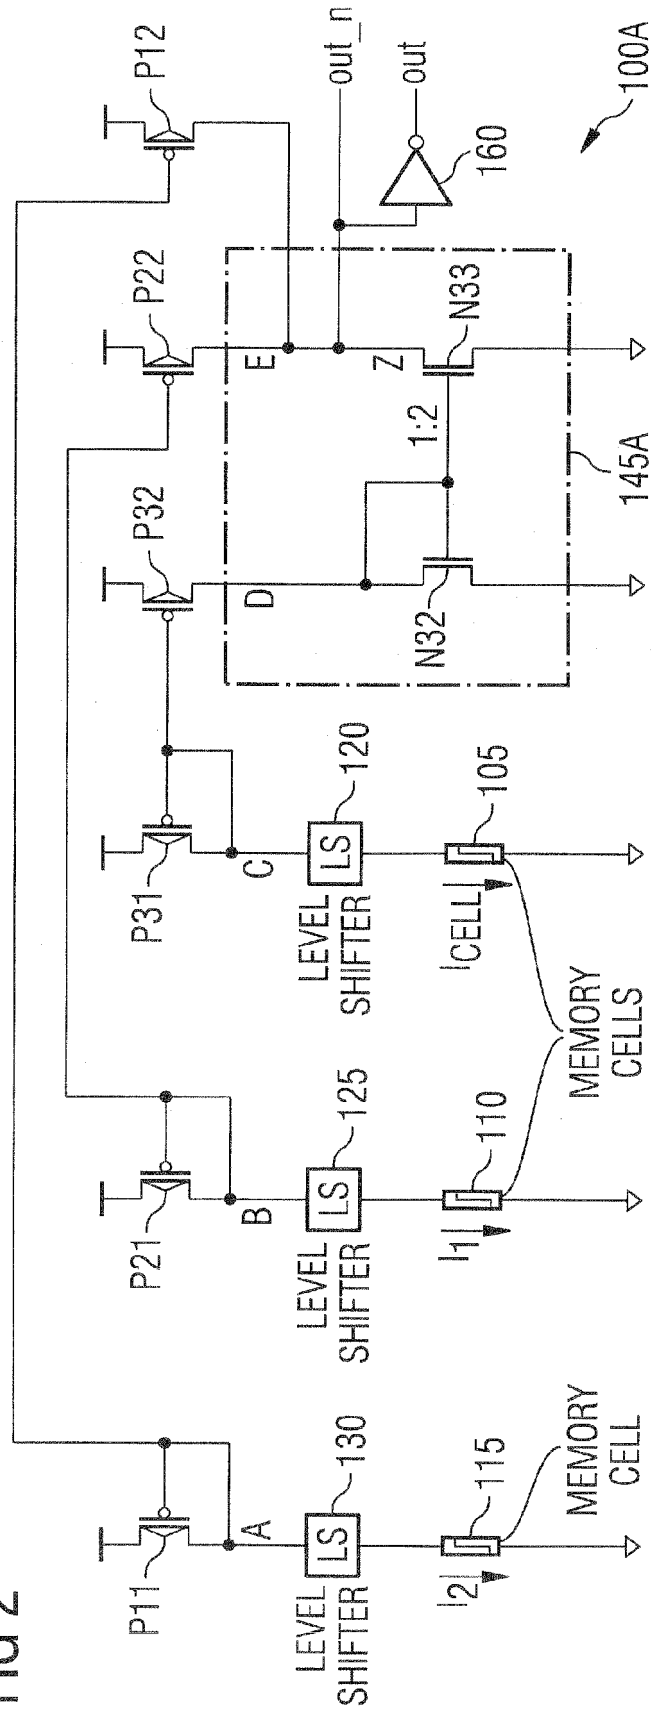 FIG 2
P11
A
LEVEL
SHIFTER
LS
130
I2
115
MEMORY
CELL
P21
B
LEVEL
SHIFTER
LS
125
I1
110
MEMORY
CELLS
P31
C
LEVEL
SHIFTER
LS
120
ICELL
105
P32
D
N32
1:2
P22
E
Z
N33
145A
P12
out_n
out
160
100A